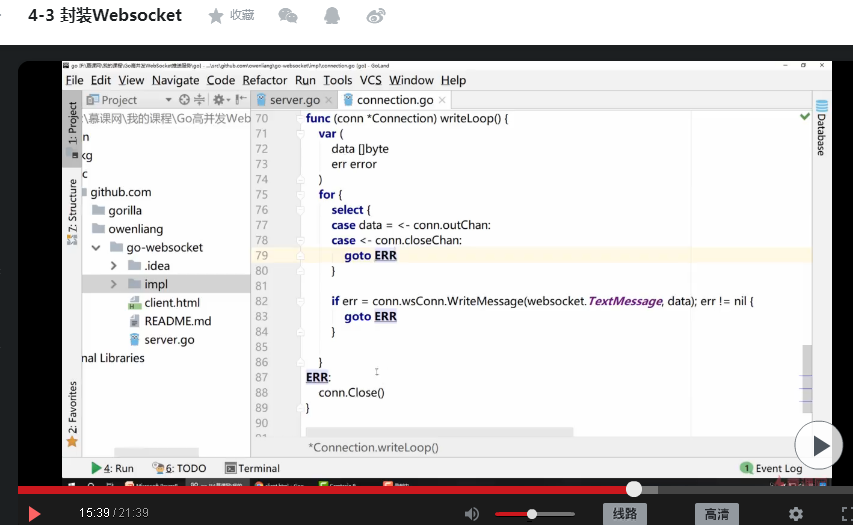 4-3 封装Websocket
收藏
go [F:\慕课网\我的课程\Go高并发WebSocket推送服务\go] - ...\src\github.com\owenliang\go-websocket\impl\connection.go [go] - GoLand
File Edit View Navigate Code Refactor Run Tools VCS Window Help
Project
server.go
connection.go
1: Project
7: Structure
2: Favorites
Database
:\慕课网\我的课程\Go高并发Web
n
kg
c
github.com
gorilla
owenliang
go-websocket
.idea
impl
client.html
README.md
server.go
nal Libraries
70 func (conn *Connection) writeLoop() {
71 var (
72 data []byte
73 err error
74 )
75 for {
76 select {
77 case data = <- conn.outChan:
78 case <- conn.closeChan:
79 goto ERR
80 }
81
82 if err = conn.wsConn.WriteMessage(websocket.TextMessage, data); err != nil {
83 goto ERR
84 }
85
86 }
87 ERR:
88 conn.Close()
89 }
90
*Connection.writeLoop()
4: Run
6: TODO
Terminal
1 Event Log
15:39 / 21:39
线路
高清